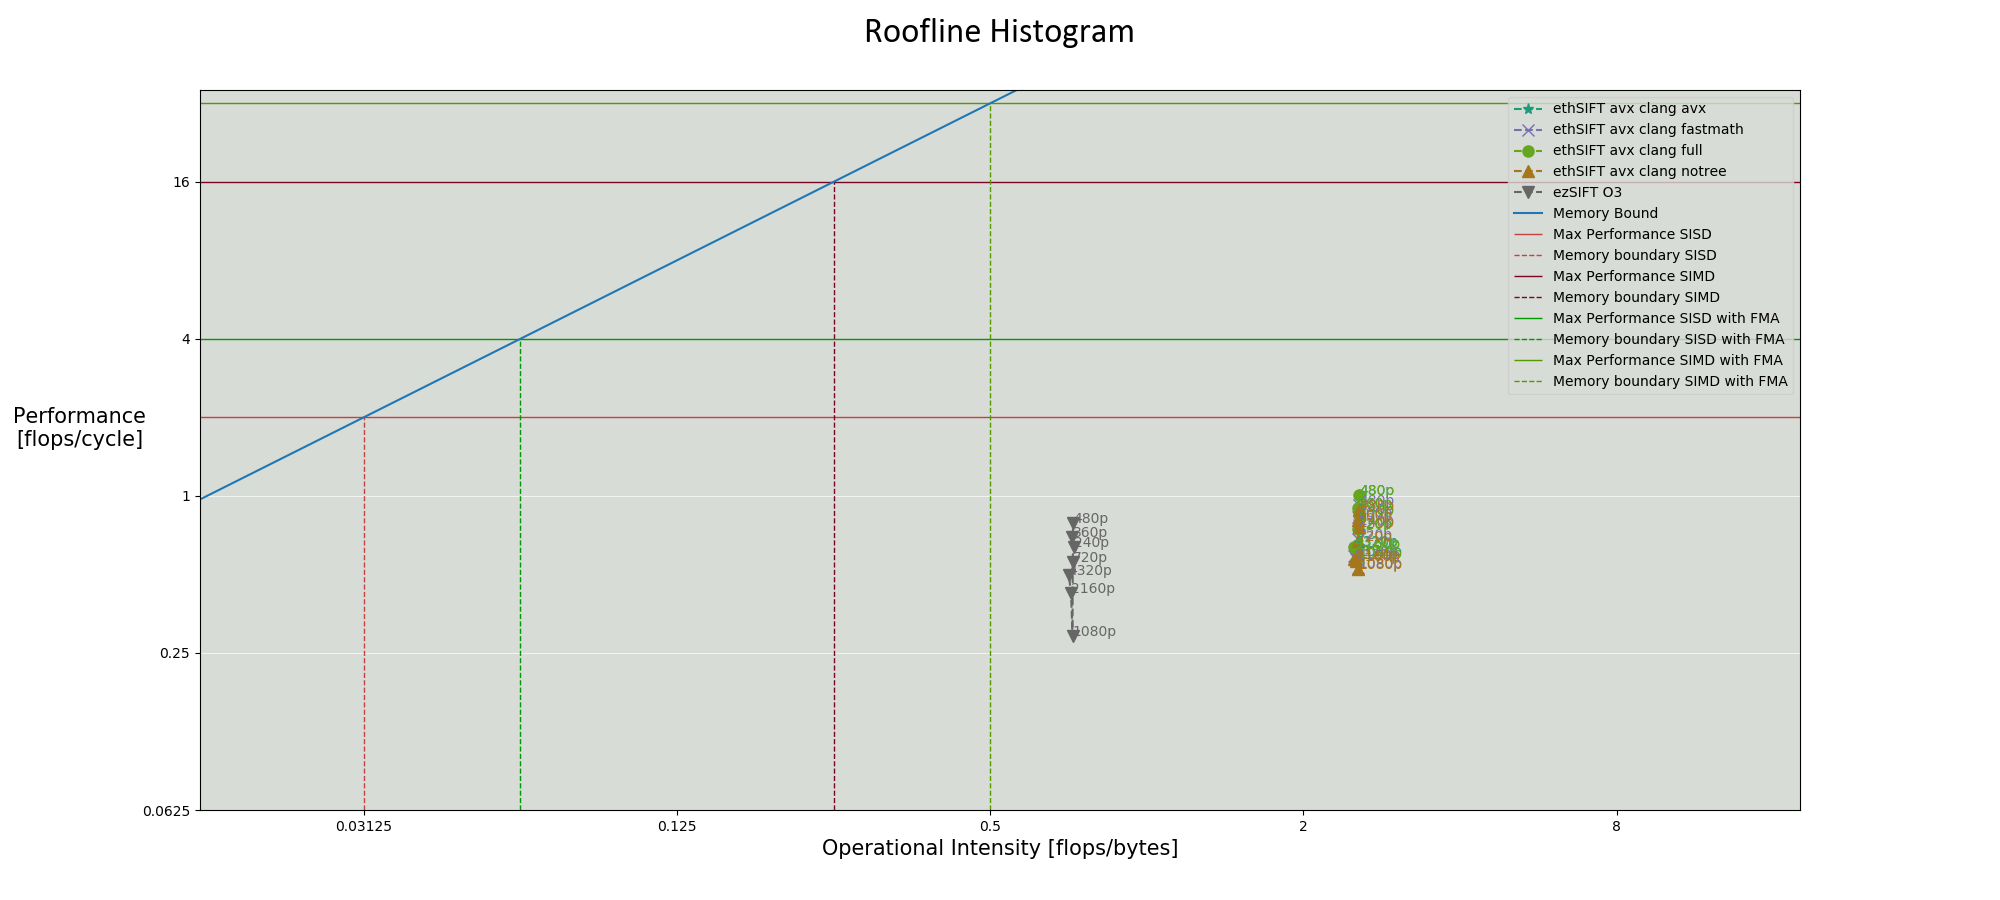 Roofline Histogram
ethSIFT avx clang avx
ethSIFT avx clang fastmath
ethSIFT avx clang full
ethSIFT avx clang notree
ezSIFT O3
Memory Bound
Max Performance SISD
Memory boundary SISD
Max Performance SIMD
Memory boundary SIMD
Max Performance SISD with FMA
Memory boundary SISD with FMA
Max Performance SIMD with FMA
Memory boundary SIMD with FMA
16
4
Performance
[flops/cycle]
1
0.25
0.0625
480p
360p
240p
720p
4320p
2160p
1080p
480p
1080p
0.03125
0.125
0.5
2
8
Operational Intensity [flops/bytes]